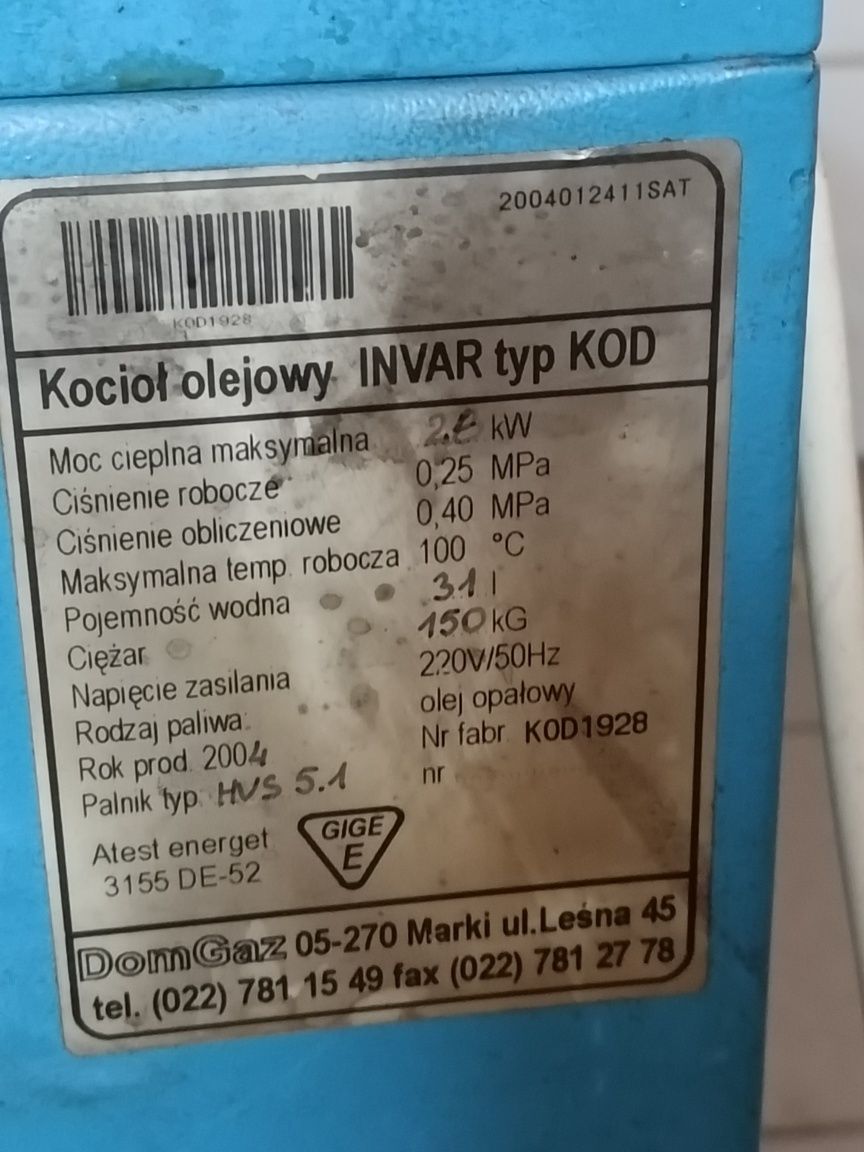 2004012411SAT
KOD1928
Kocioł olejowy INVAR typ KOD
Moc cieplna maksymalna kW
Ciśnienie robocze 0,25 MPa
Ciśnienie obliczeniowe 0,40 MPa
Maksymalna temp. robocza 100 °C
Pojemność wodna 31 l
Ciężar 150 kG
Napięcie zasilania 220V/50Hz
Rodzaj paliwa: olej opałowy
Rok prod. 2004 Nr fabr. KOD1928
Palnik typ. HVS 5.1 nr
Atest energet
3155 DE-52
GIGE
E
DomGaz 05-270 Marki ul.Leśna 45
tel. (022) 781 15 49 fax (022) 781 27 78